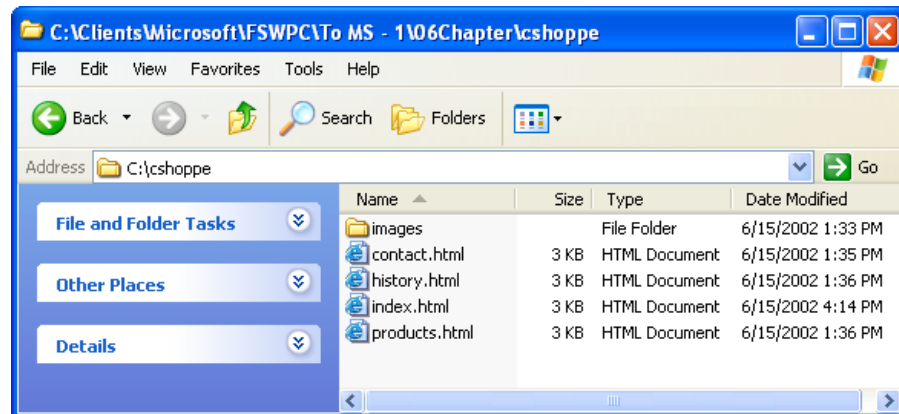 C:\Clients\Microsoft\FSWPC\To MS - 1\06Chapter\cshoppe
File Edit View Favorites Tools Help
Back Search Folders
Address C:\cshoppe Go
Name Size Type Date Modified
File and Folder Tasks
Other Places
Details
images File Folder 6/15/2002 1:33 PM
contact.html 3 KB HTML Document 6/15/2002 1:35 PM
history.html 3 KB HTML Document 6/15/2002 1:36 PM
index.html 3 KB HTML Document 6/15/2002 4:14 PM
products.html 3 KB HTML Document 6/15/2002 1:36 PM